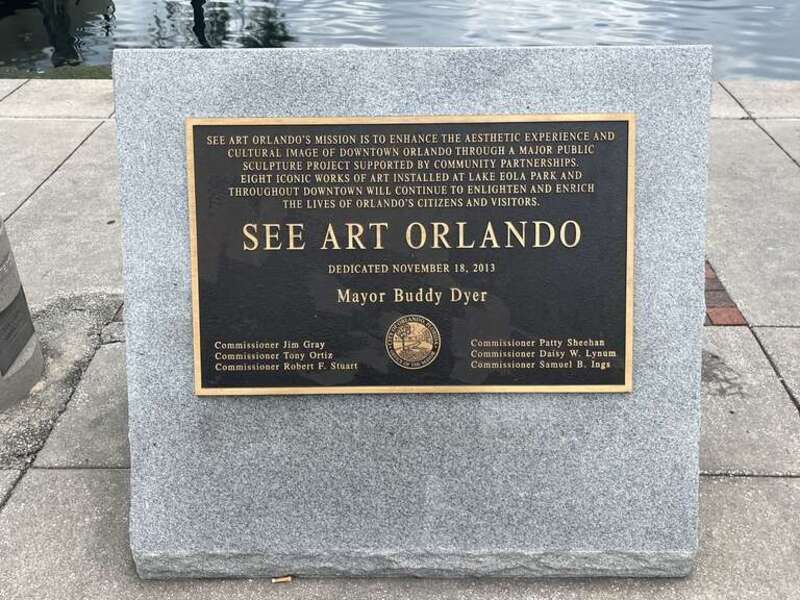 SEE ART ORLANDO'S MISSION IS TO ENHANCE THE AESTHETIC EXPERIENCE AND
CULTURAL IMAGE OF DOWNTOWN ORLANDO THROUGH A MAJOR PUBLIC
SCULPTURE PROJECT SUPPORTED BY COMMUNITY PARTNERSHIPS.
EIGHT ICONIC WORKS OF ART INSTALLED AT LAKE EOLA PARK AND
THROUGHOUT DOWNTOWN WILL CONTINUE TO ENLIGHTEN AND ENRICH
THE LIVES OF ORLANDO'S CITIZENS AND VISITORS.
SEE ART ORLANDO
DEDICATED NOVEMBER 18, 2013
Mayor Buddy Dyer
Commissioner Jim Gray
Commissioner Tony Ortiz
Commissioner Robert F. Stuart
Commissioner Patty Sheehan
Commissioner Daisy W. Lynum
Commissioner Samuel B. Ings